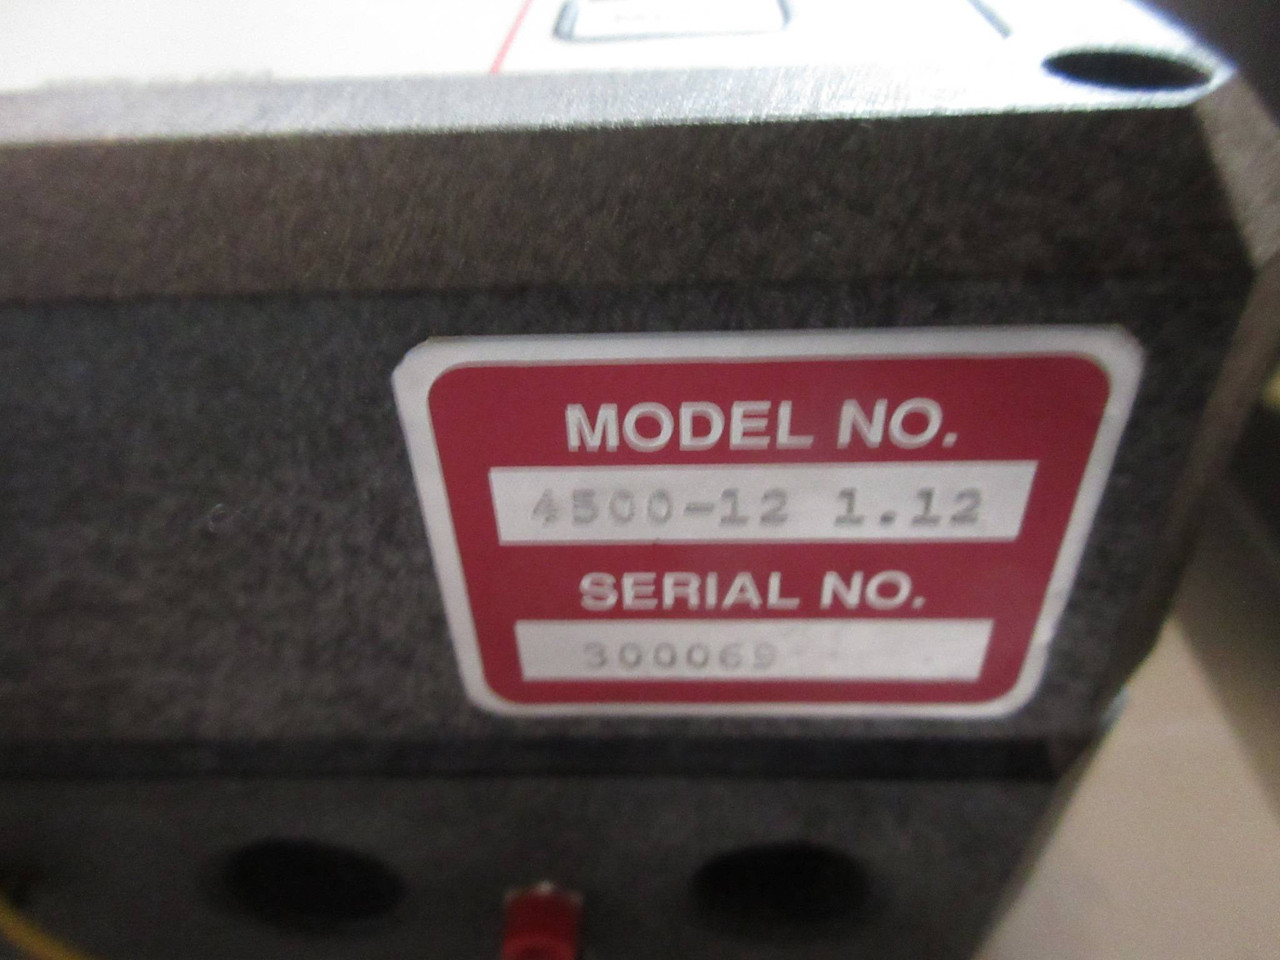 MODEL NO.
4500-12 1.12
SERIAL NO.
300069